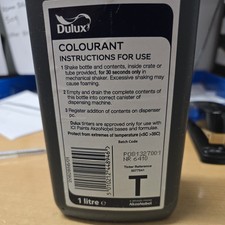 Dulux
COLOURANT
INSTRUCTIONS FOR USE
1 Shake bottle and contents, inside crate or
tube provided, for 30 seconds only in
mechanical shaker. Excessive shaking may
cause foaming.
2 Empty and drain the complete contents of
this bottle into correct canister of
dispensing machine.
3 Register addition of contents on dispenser
Dulux tinters are approved only for use with
ICI Paints AkzoNobel bases and formulae.
Protect from extremes of temperature
Batch Code
1 litre
T
AkzoNobel